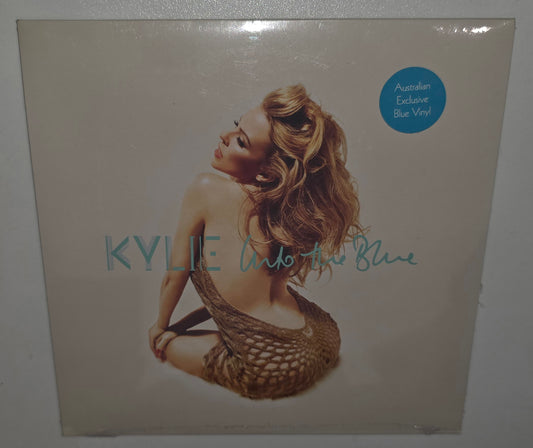 Australian
Exclusive
Blue Vinyl
KYLIE Into the Blue